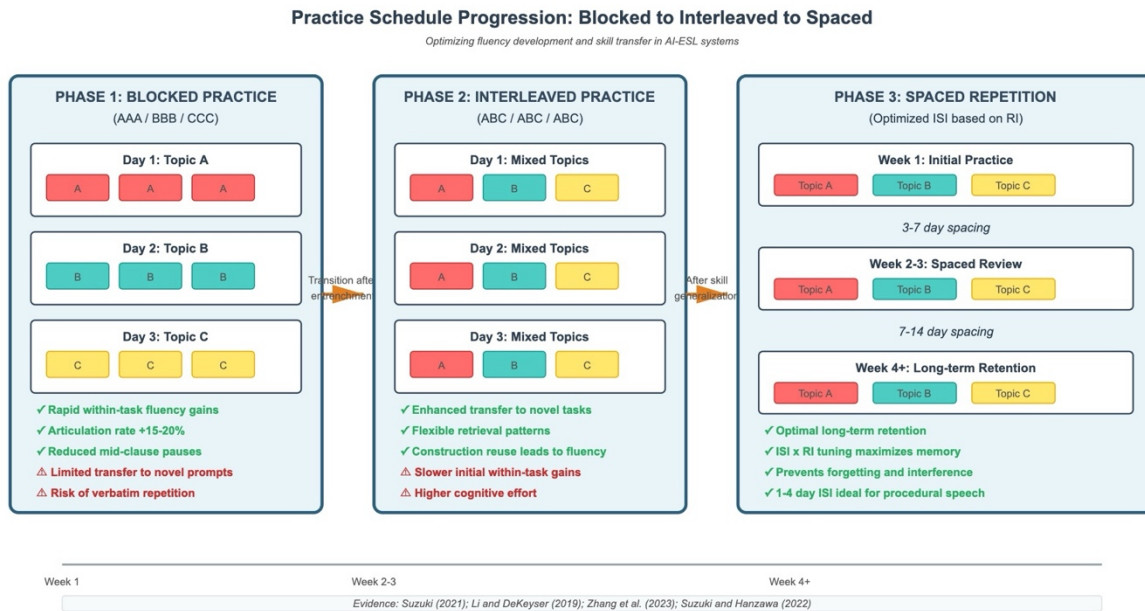 Practice Schedule Progression: Blocked to Interleaved to Spaced
Optimizing fluency development and skill transfer in AI-ESL systems
PHASE 1: BLOCKED PRACTICE
(AAA / BBB / CCC)
Day 1: Topic A
A A A
Day 2: Topic B
B B B
Day 3: Topic C
C C C
✓ Rapid within-task fluency gains
✓ Articulation rate +15-20%
✓ Reduced mid-clause pauses
⚠ Limited transfer to novel prompts
⚠ Risk of verbatim repetition
Transition after
entrenchment
PHASE 2: INTERLEAVED PRACTICE
(ABC / ABC / ABC)
Day 1: Mixed Topics
A B C
Day 2: Mixed Topics
A B C
Day 3: Mixed Topics
A B C
✓ Enhanced transfer to novel tasks
✓ Flexible retrieval patterns
✓ Construction reuse leads to fluency
⚠ Slower initial within-task gains
⚠ Higher cognitive effort
After skill
generalization
PHASE 3: SPACED REPETITION
(Optimized ISI based on RI)
Week 1: Initial Practice
Topic A Topic B Topic C
3-7 day spacing
Week 2-3: Spaced Review
Topic A Topic B Topic C
7-14 day spacing
Week 4+: Long-term Retention
Topic A Topic B Topic C
✓ Optimal long-term retention
✓ ISI x RI tuning maximizes memory
✓ Prevents forgetting and interference
✓ 1-4 day ISI ideal for procedural speech
Week 1 Week 2-3 Week 4+
Evidence: Suzuki (2021); Li and DeKeyser (2019); Zhang et al. (2023); Suzuki and Hanzawa (2022)